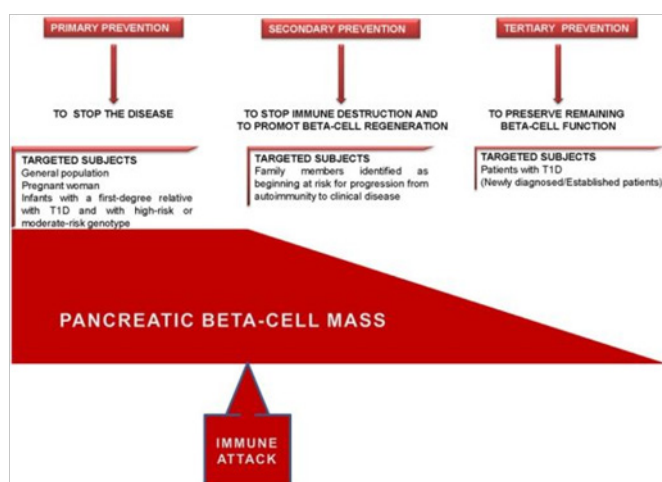 PRIMARY PREVENTION
SECONDARY PREVENTION
TERTIARY PREVENTION
TO STOP THE DISEASE
TO STOP IMMUNE DESTRUCTION AND
TO PROMOT BETA-CELL REGENERATION
TO PRESERVE REMAINING
BETA-CELL FUNCTION
TARGETED SUBJECTS
General population
Pregnant woman
Infants with a first-degree relative
with T1D and with high-risk or
moderate-risk genotype
TARGETED SUBJECTS
Family members identified as
beginning at risk for progression from
autoimmunity to clinical disease
TARGETED SUBJECTS
Patients with T1D
(Newly diagnosed/Established patients)
PANCREATIC BETA-CELL MASS
IMMUNE
ATTACK